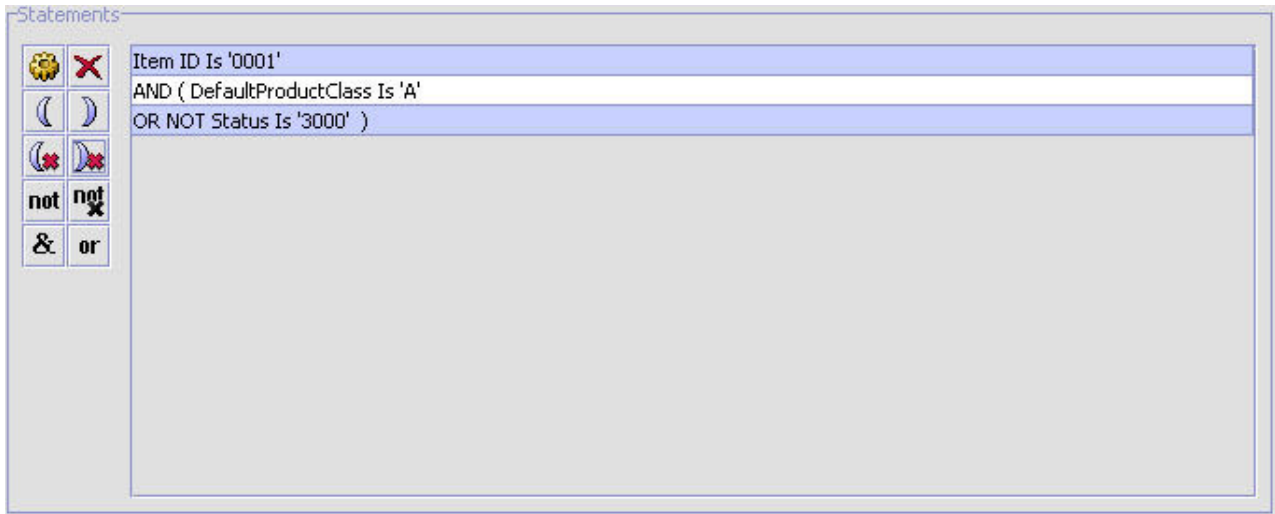 Statements
Item ID Is '0001'
AND ( DefaultProductClass Is 'A'
OR NOT Status Is '3000' )
not not
& or